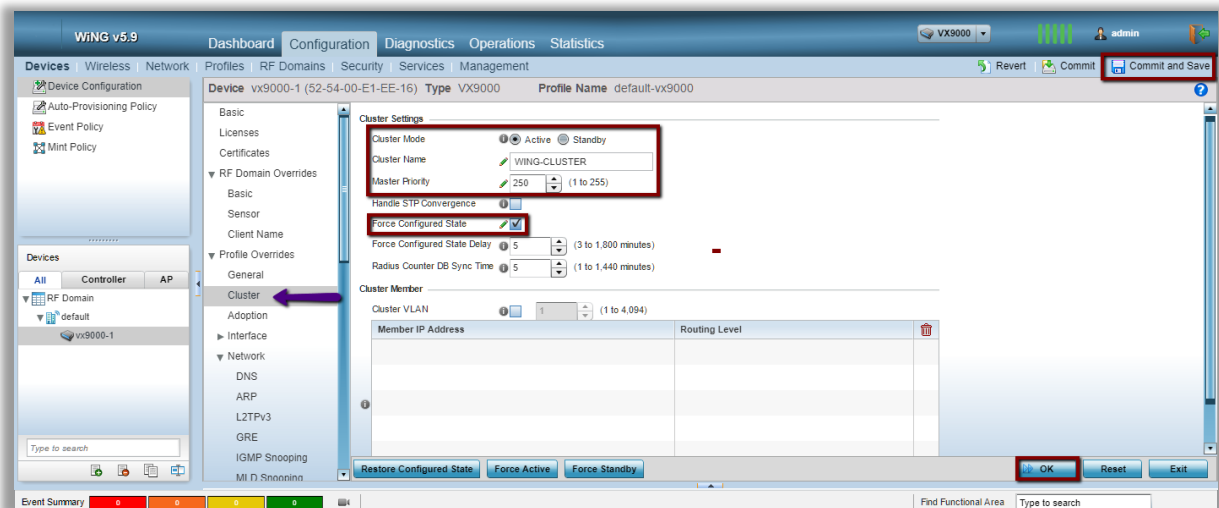 WiNG v5.9
Dashboard Configuration Diagnostics Operations Statistics
VX9000
admin
Devices Wireless Network Profiles RF Domains Security Services Management
Revert Commit Commit and Save
Device Configuration
Auto-Provisioning Policy
Event Policy
Mint Policy
Devices
All Controller AP
RF Domain
default
vx9000-1
Type to search
Device vx9000-1 (52-54-00-E1-EE-16) Type VX9000 Profile Name default-vx9000
Basic
Licenses
Certificates
RF Domain Overrides
Basic
Sensor
Client Name
Profile Overrides
General
Cluster
Adoption
Interface
Network
DNS
ARP
L2TPv3
GRE
IGMP Snooping
MLD Snooping
Cluster Settings
Cluster Mode Active Standby
Cluster Name WING-CLUSTER
Master Priority 250 (1 to 255)
Handle STP Convergence
Force Configured State
Force Configured State Delay 5 (3 to 1,800 minutes)
Radius Counter DB Sync Time 5 (1 to 1,440 minutes)
Cluster Member
Cluster VLAN 1 (1 to 4,094)
Member IP Address Routing Level
Restore Configured State Force Active Force Standby
OK Reset Exit
Event Summary 0 0 0 0
Find Functional Area Type to search